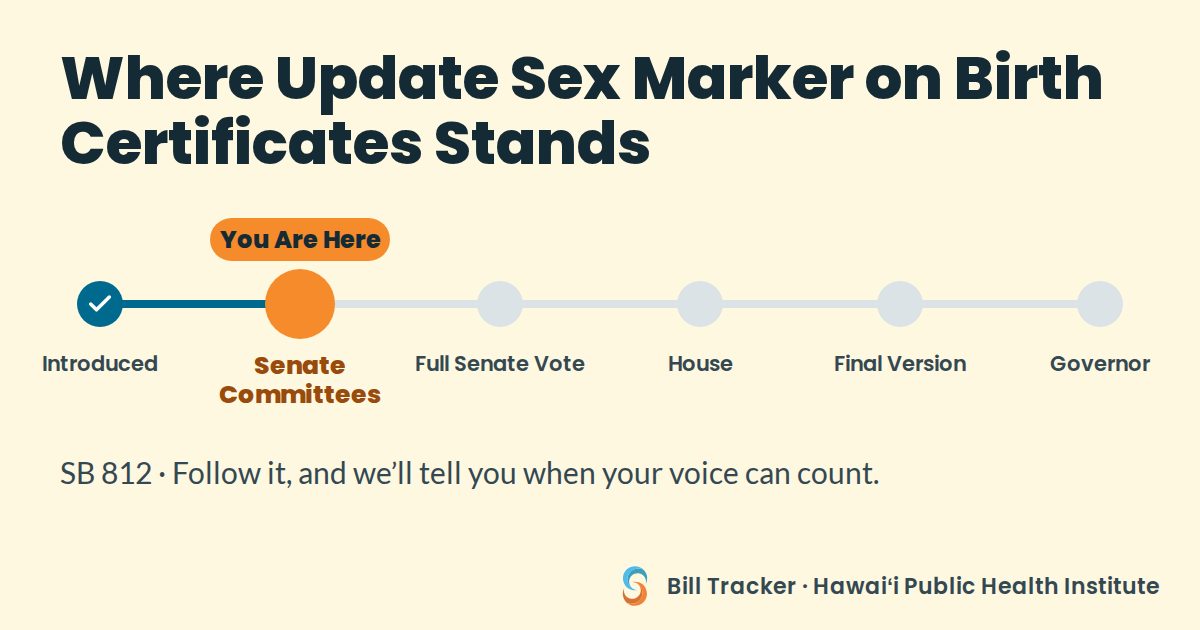 Where Update Sex Marker on Birth
Certificates Stands
You Are Here
Introduced
Senate
Committees
Full Senate Vote
House
Final Version
Governor
SB 812 · Follow it, and we’ll tell you when your voice can count.
Bill Tracker · Hawaiʻi Public Health Institute